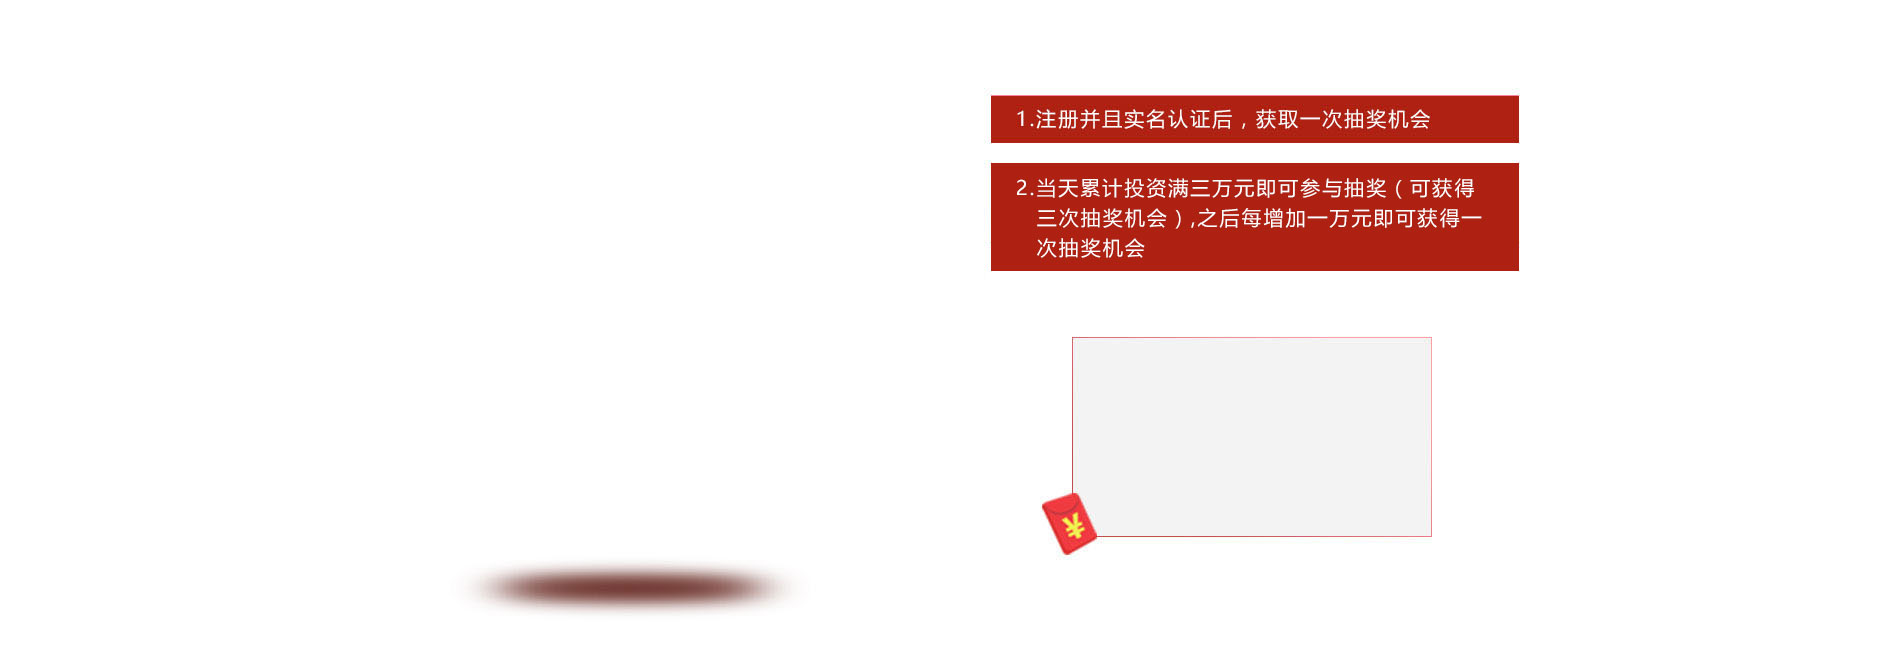 1.注册并且实名认证后，获取一次抽奖机会
2.当天累计投资满三万元即可参与抽奖（可获得
三次抽奖机会）,之后每增加一万元即可获得一
次抽奖机会
¥